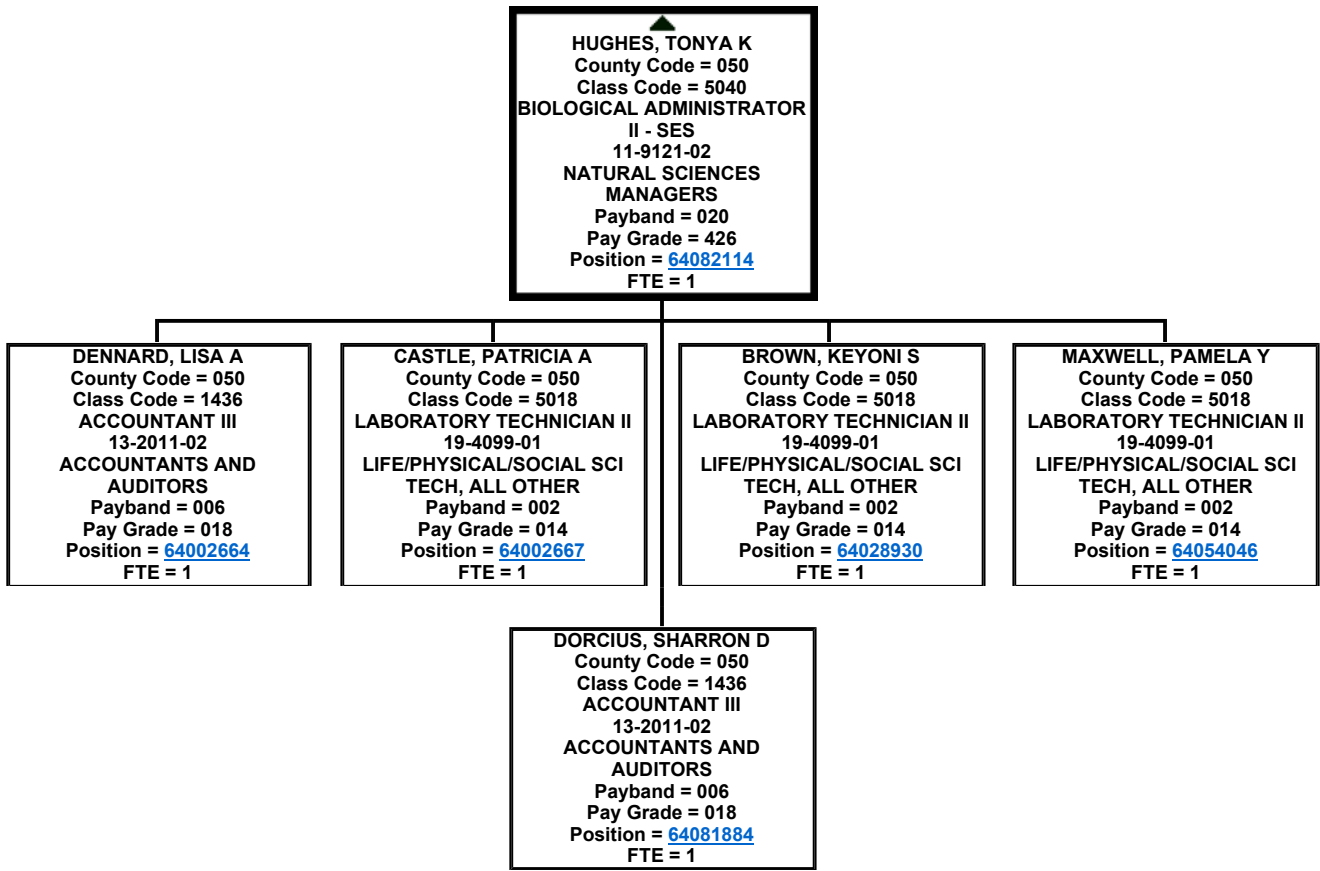 HUGHES, TONYA K
County Code = 050
Class Code = 5040
BIOLOGICAL ADMINISTRATOR
II - SES
11-9121-02
NATURAL SCIENCES
MANAGERS
Payband = 020
Pay Grade = 426
Position = 64082114
FTE = 1
DENNARD, LISA A
County Code = 050
Class Code = 1436
ACCOUNTANT III
13-2011-02
ACCOUNTANTS AND
AUDITORS
Payband = 006
Pay Grade = 018
Position = 64002664
FTE = 1
CASTLE, PATRICIA A
County Code = 050
Class Code = 5018
LABORATORY TECHNICIAN II
19-4099-01
LIFE/PHYSICAL/SOCIAL SCI
TECH, ALL OTHER
Payband = 002
Pay Grade = 014
Position = 64002667
FTE = 1
BROWN, KEYONI S
County Code = 050
Class Code = 5018
LABORATORY TECHNICIAN II
19-4099-01
LIFE/PHYSICAL/SOCIAL SCI
TECH, ALL OTHER
Payband = 002
Pay Grade = 014
Position = 64028930
FTE = 1
MAXWELL, PAMELA Y
County Code = 050
Class Code = 5018
LABORATORY TECHNICIAN II
19-4099-01
LIFE/PHYSICAL/SOCIAL SCI
TECH, ALL OTHER
Payband = 002
Pay Grade = 014
Position = 64054046
FTE = 1
DORCIUS, SHARRON D
County Code = 050
Class Code = 1436
ACCOUNTANT III
13-2011-02
ACCOUNTANTS AND
AUDITORS
Payband = 006
Pay Grade = 018
Position = 64081884
FTE = 1